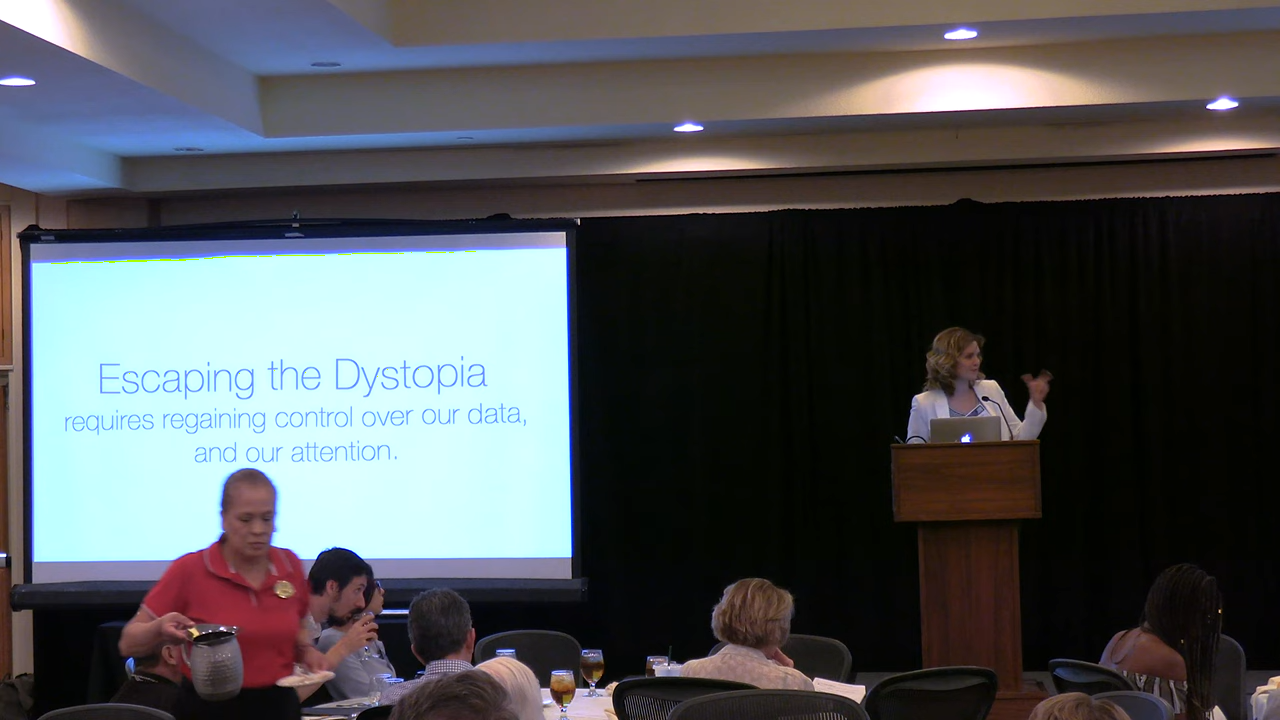 Escaping the Dystopia
requires regaining control over our data,
and our attention.